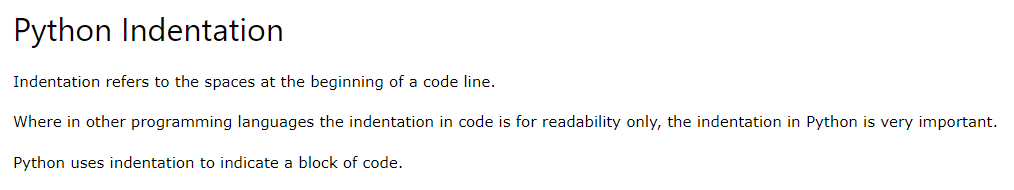 Python Indentation
Indentation refers to the spaces at the beginning of a code line.
Where in other programming languages the indentation in code is for readability only, the indentation in Python is very important.
Python uses indentation to indicate a block of code.